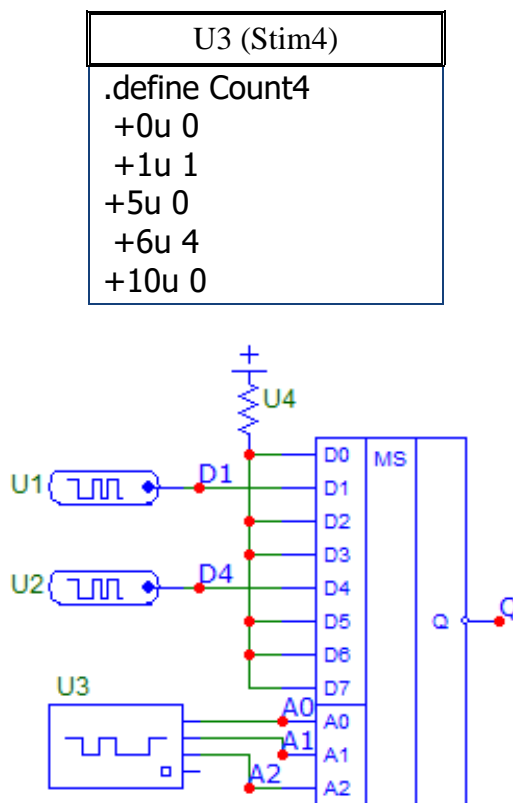 U3 (Stim4)
.define Count4
+0u 0
+1u 1
+5u 0
+6u 4
+10u 0
+
U4
U1
D1
U2
D4
U3
A0
A1
A2
D0
D1
D2
D3
D4
D5
D6
D7
A0
A1
A2
MS
Q
Q